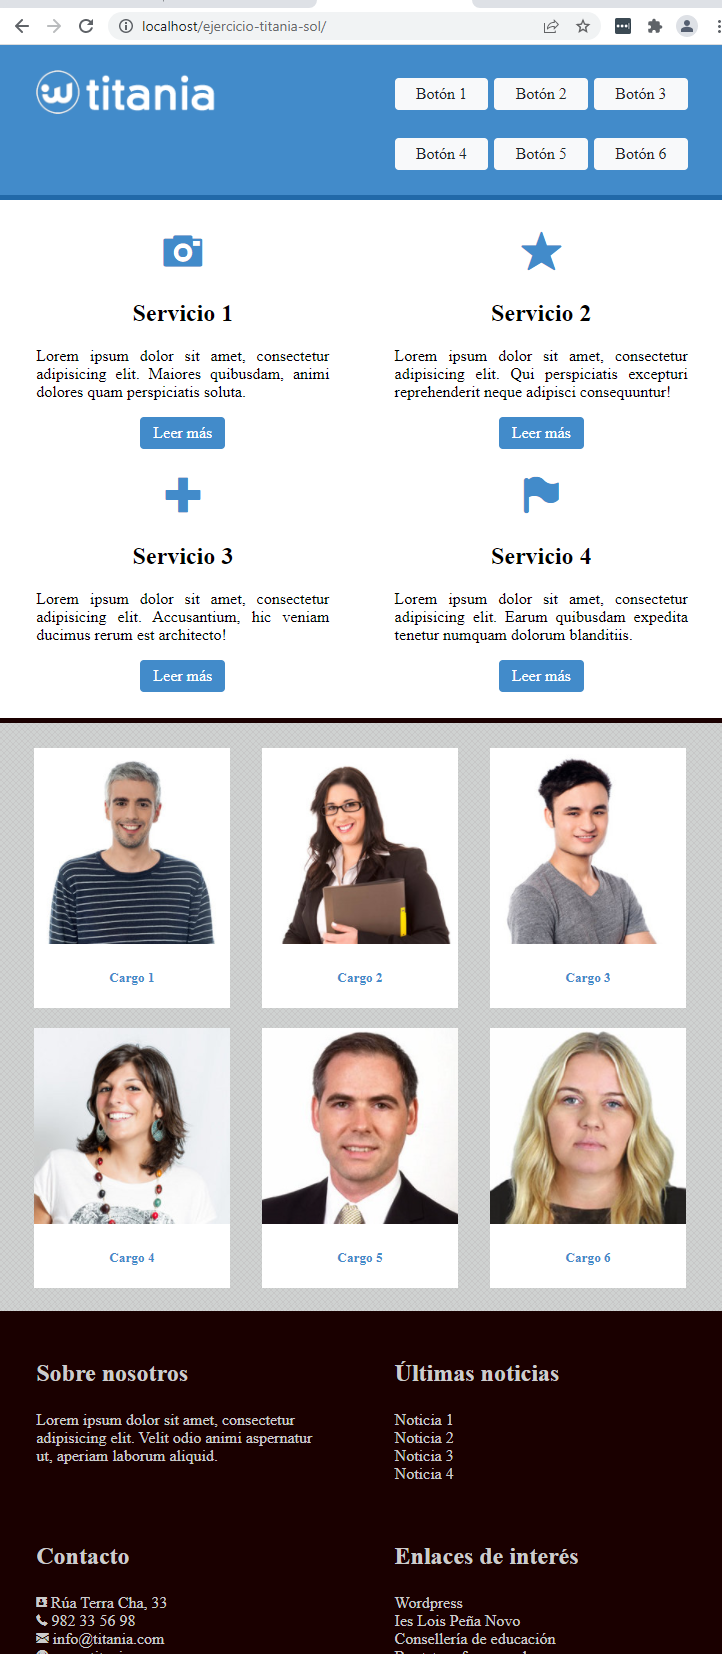 localhost/ejercicio-titania-sol/
titania
Botón 1 Botón 2 Botón 3
Botón 4 Botón 5 Botón 6
Servicio 1
Lorem ipsum dolor sit amet, consectetur
adipisicing elit. Maiores quibusdam, animi
dolores quam perspiciatis soluta.
Leer más
Servicio 2
Lorem ipsum dolor sit amet, consectetur
adipisicing elit. Qui perspiciatis excepturi
reprehenderit neque adipisci consequuntur!
Leer más
Servicio 3
Lorem ipsum dolor sit amet, consectetur
adipisicing elit. Accusantium, hic veniam
ducimus rerum est architecto!
Leer más
Servicio 4
Lorem ipsum dolor sit amet, consectetur
adipisicing elit. Earum quibusdam expedita
tenetur numquam dolorum blanditiis.
Leer más
Cargo 1 Cargo 2 Cargo 3
Cargo 4 Cargo 5 Cargo 6
Sobre nosotros
Lorem ipsum dolor sit amet, consectetur
adipisicing elit. Velit odio animi aspernatur
ut, aperiam laborum aliquid.
Últimas noticias
Noticia 1
Noticia 2
Noticia 3
Noticia 4
Contacto
Rúa Terra Cha, 33
982 33 56 98
info@titania.com
Enlaces de interés
Wordpress
Ies Lois Peña Novo
Consellería de educación